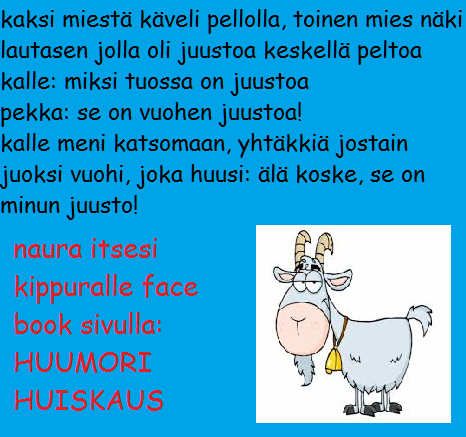 kaksi miestä käveli pellolla, toinen mies näki
lautasen jolla oli juustoa keskellä peltoa
kalle: miksi tuossa on juustoa
pekka: se on vuohen juustoa!
kalle meni katsomaan, yhtäkkiä jostain
juoksi vuohi, joka huusi: älä koske, se on
minun juusto!
naura itsesi
kippuralle face
book sivulla:
HUUMORI
HUISKAUS